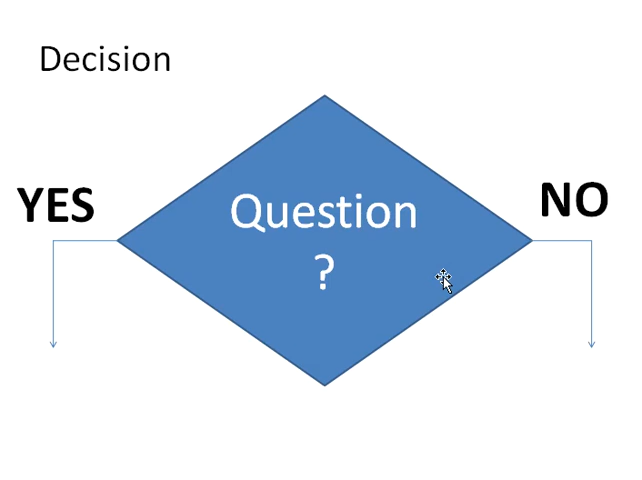 Decision
YES
NO
Question
?